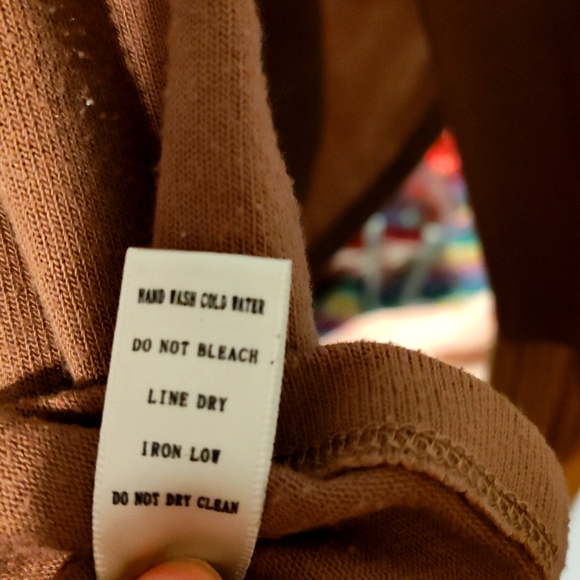 HAND WASH COLD WATER
DO NOT BLEACH
LINE DRY
IRON LOW
DO NOT DRY CLEAN